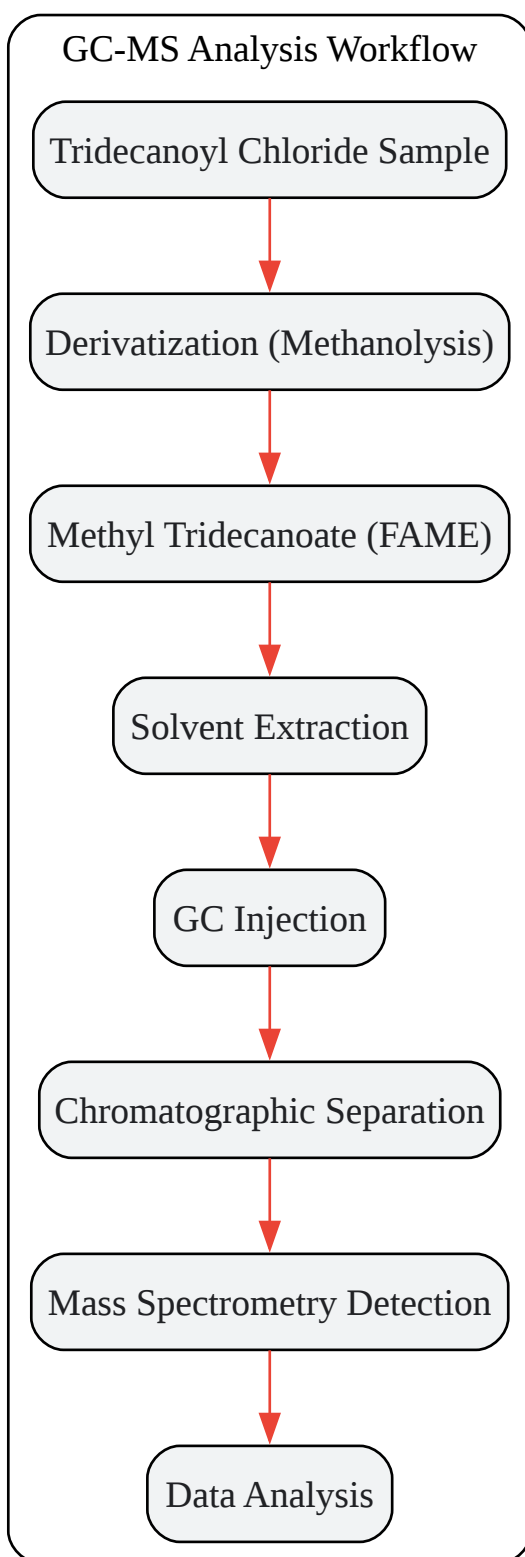 GC-MS Analysis Workflow
Tridecanoyl Chloride Sample
Derivatization (Methanolysis)
Methyl Tridecanoate (FAME)
Solvent Extraction
GC Injection
Chromatographic Separation
Mass Spectrometry Detection
Data Analysis